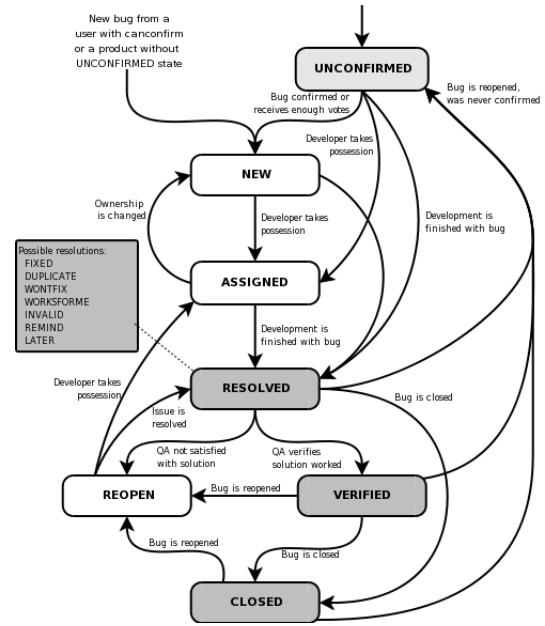 New bug from a
user with canconfirm
or a product without
UNCONFIRMED state
UNCONFIRMED
Bug is reopened,
was never confirmed
Bug confirmed or
receives enough votes
Developer takes
possession
NEW
Ownership
is changed
Developer takes
possession
Development is
finished with bug
Possible resolutions:
FIXED
DUPLICATE
WONTFIX
WORKSFORME
INVALID
REMIND
LATER
ASSIGNED
Development is
finished with bug
RESOLVED
Developer takes
possession
Issue is
resolved
Bug is closed
QA not satisfied
with solution
QA verifies
solution worked
REOPEN
Bug is reopened
VERIFIED
Bug is reopened
Bug is closed
CLOSED